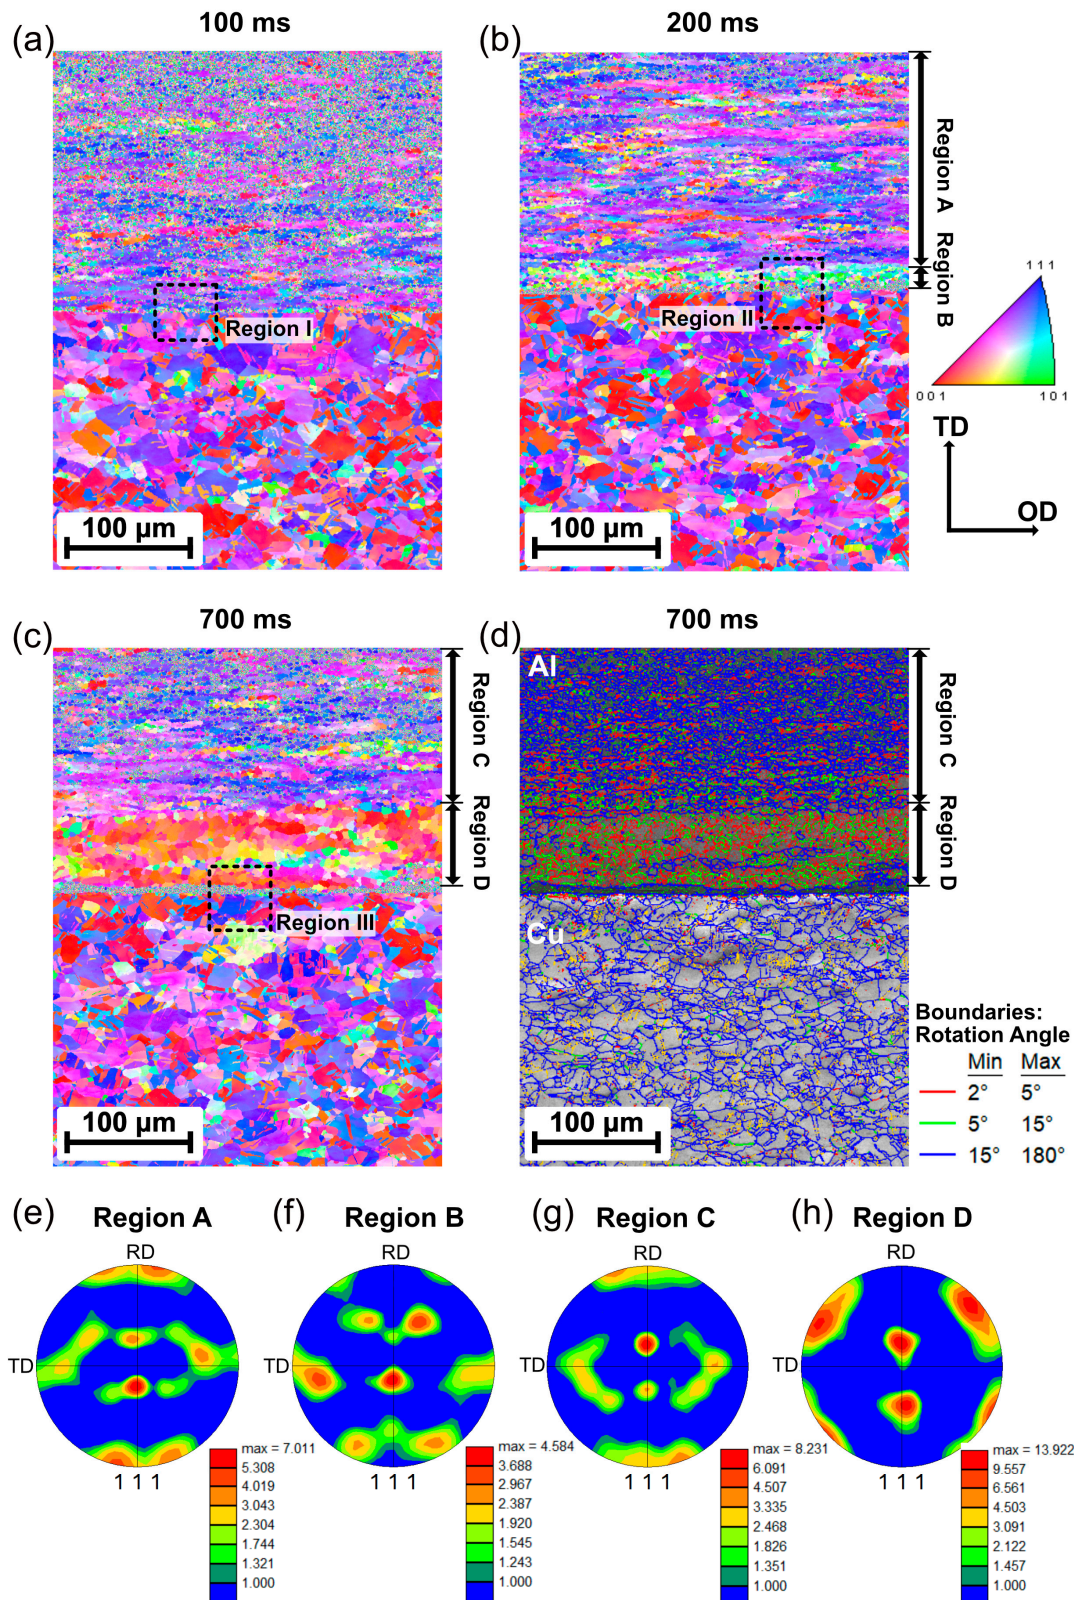 (a)
100 ms
(b)
200 ms
Region I
Region II
Region A
Region B
1 1 1
0 0 1
1 0 1
TD
OD
100 μm
100 μm
(c)
700 ms
(d)
700 ms
Al
Region C
Region D
Region C
Region D
Region III
Cu
Boundaries:
Rotation Angle
Min Max
2° 5°
5° 15°
15° 180°
100 μm
100 μm
(e) Region A
RD
TD
1 1 1
max = 7.011
5.308
4.019
3.043
2.304
1.744
1.321
1.000
(f) Region B
RD
TD
1 1 1
max = 4.584
3.688
2.967
2.387
1.920
1.545
1.243
1.000
(g) Region C
RD
TD
1 1 1
max = 8.231
6.091
4.507
3.335
2.468
1.826
1.351
1.000
(h) Region D
RD
TD
1 1 1
max = 13.922
9.557
6.561
4.503
3.091
2.122
1.457
1.000